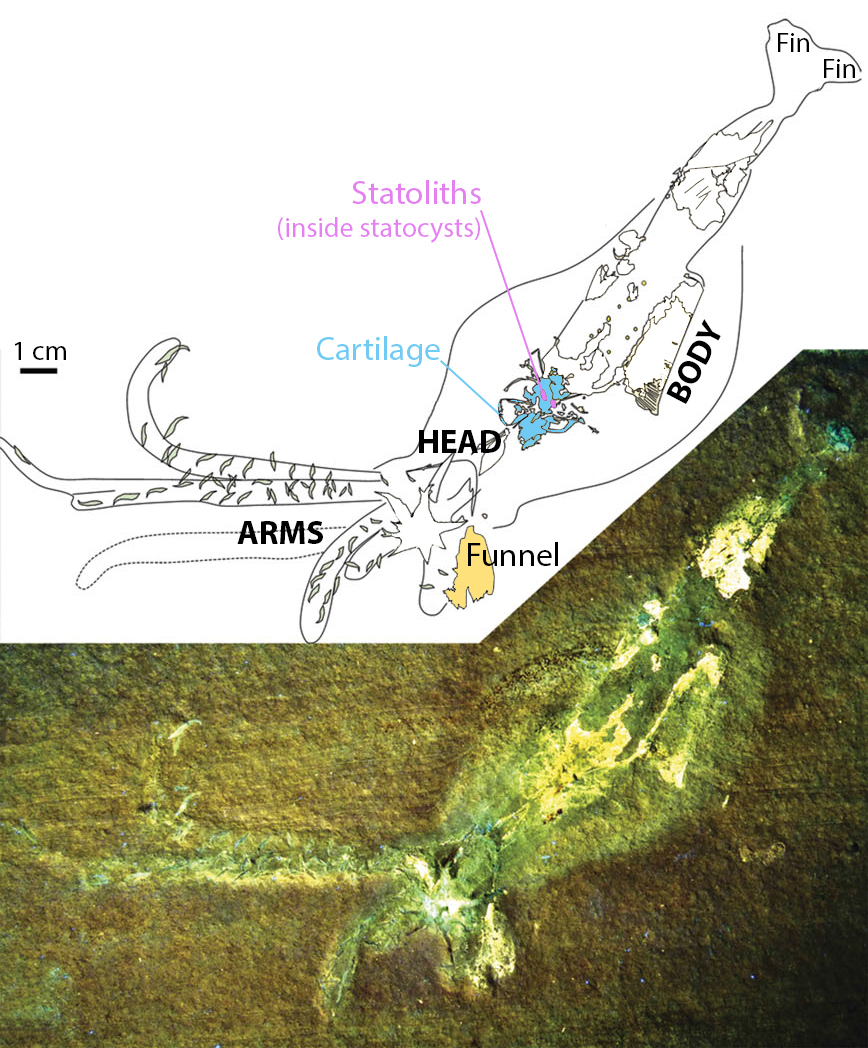 Fin
Fin
Statoliths
(inside statocysts)
1 cm
Cartilage
BODY
HEAD
ARMS
Funnel